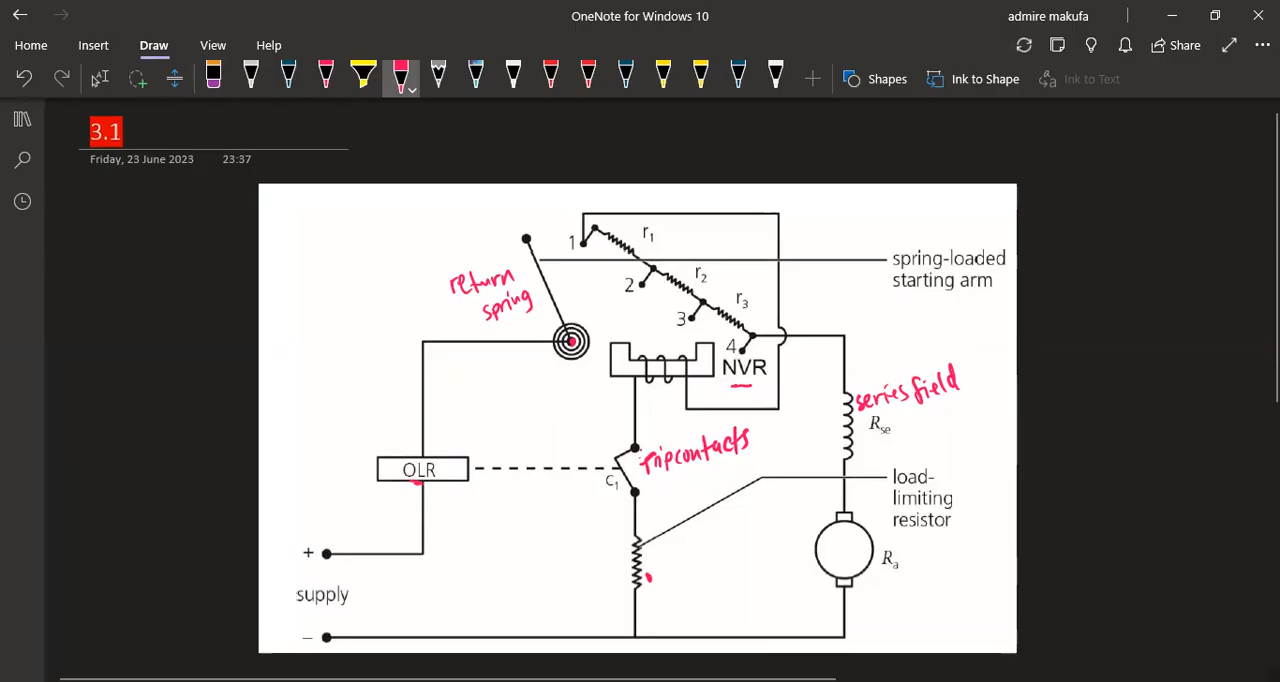 OneNote for Windows 10
admire makufa
Home Insert Draw View Help
Share
Shapes
Ink to Shape
Ink to Text
3.1
Friday, 23 June 2023 23:37
1
r1
2
r2
3
r3
4
NVR
spring-loaded
starting arm
return
spring
series field
Rse
Trip contacts
OLR
C1
load-
limiting
resistor
+
Ra
supply
–